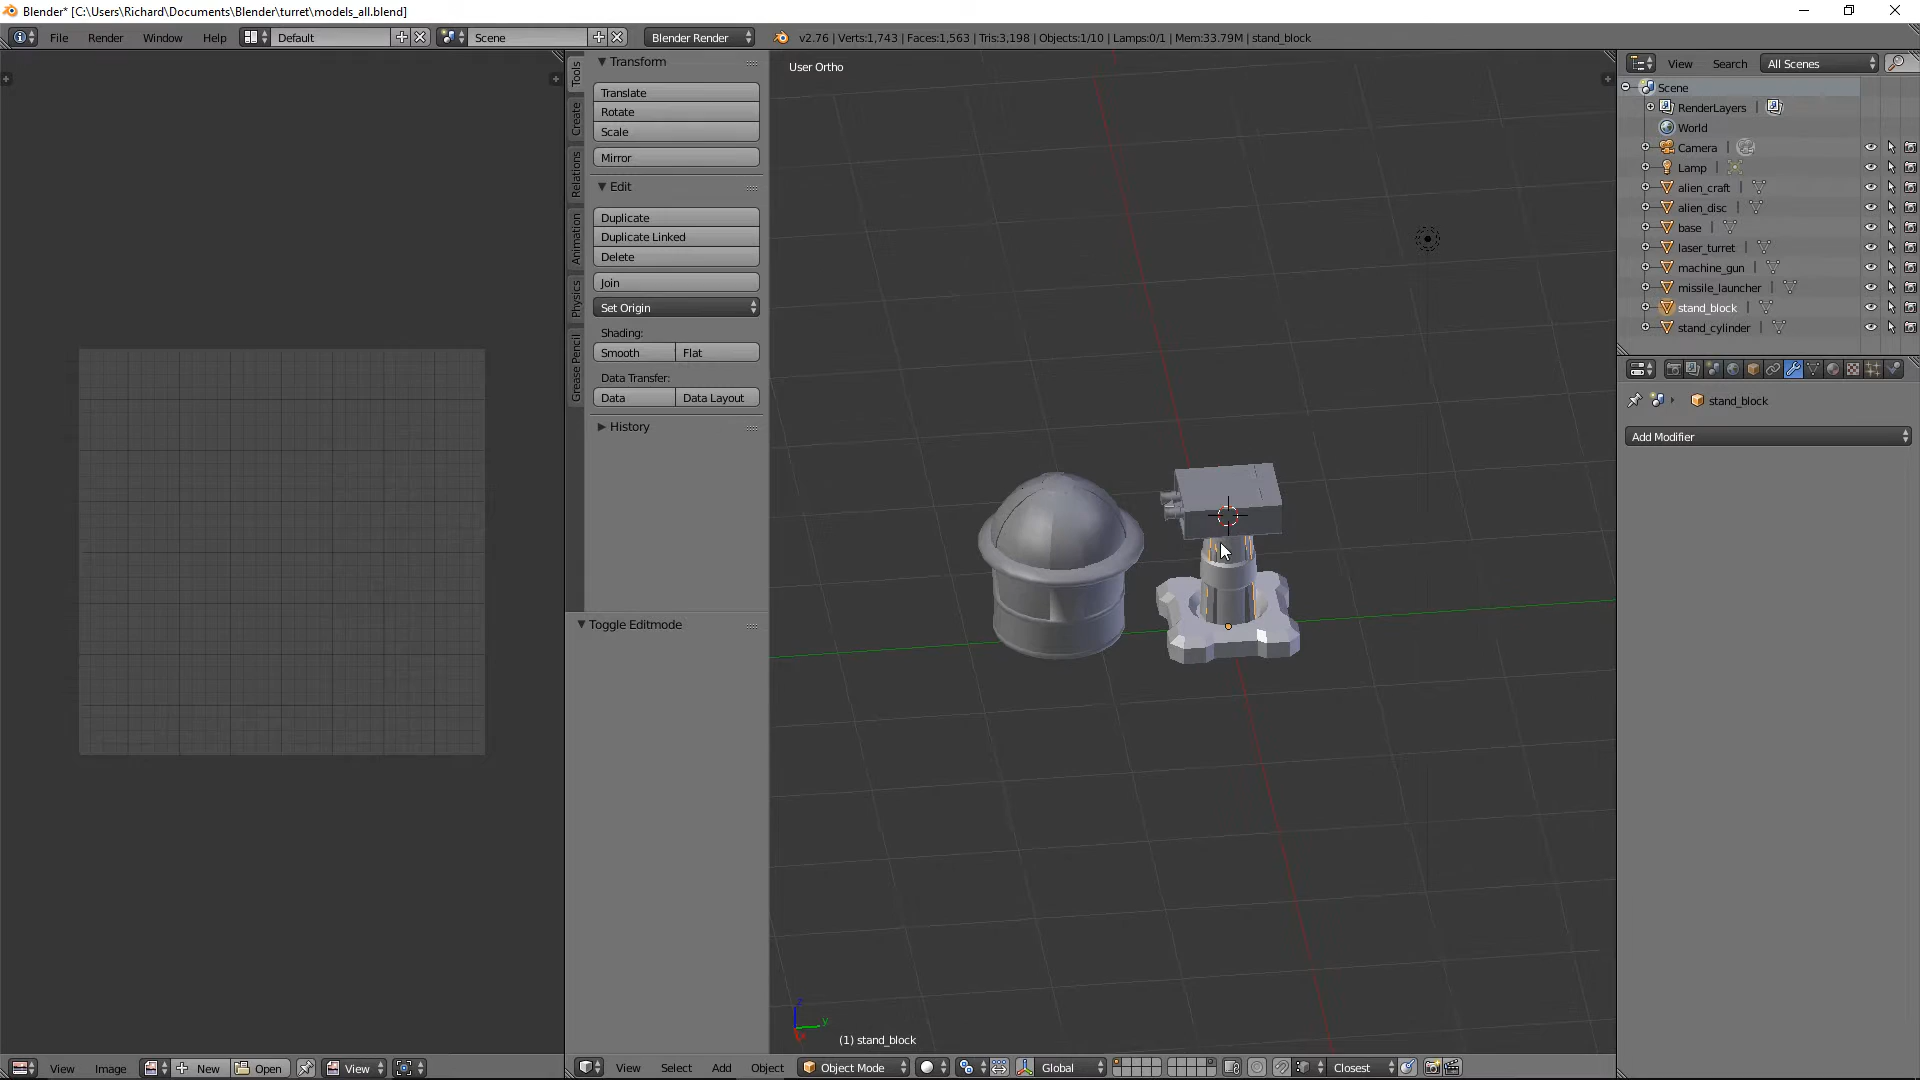 Blender* [C:\Users\Richard\Documents\Blender\turret\models_all.blend]
File Render Window Help Default Scene Blender Render v2.76 | Verts:1,743 | Faces:1,563 | Tris:3,198 | Objects:1/10 | Lamps:0/1 | Mem:33.79M | stand_block
Tools
Create
Relations
Animation
Physics
Grease Pencil
Transform
Translate
Rotate
Scale
Mirror
Edit
Duplicate
Duplicate Linked
Delete
Join
Set Origin
Shading:
Smooth Flat
Data Transfer:
Data Data Layout
History
Toggle Editmode
User Ortho
z
y
x
(1) stand_block
View Search All Scenes
Scene
RenderLayers
World
Camera
Lamp
alien_craft
alien_disc
base
laser_turret
machine_gun
missile_launcher
stand_block
stand_cylinder
stand_block
Add Modifier
View Image New Open View
View Select Add Object Object Mode Global Closest